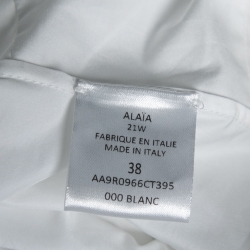 ALAÏA
21W
FABRIQUE EN ITALIE
MADE IN ITALY
38
AA9R0966CT395
000 BLANC